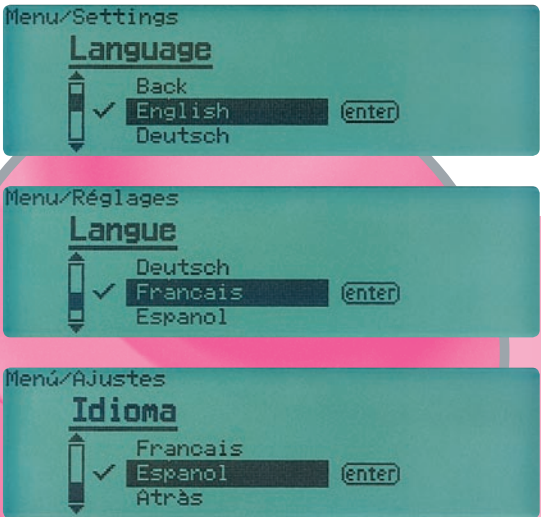 Menu/Settings
Language
Back
English (enter)
Deutsch
Menu/Réglages
Langue
Deutsch
Francais (enter)
Espanol
Menú/Ajustes
Idioma
Francais
Espanol (enter)
Atràs